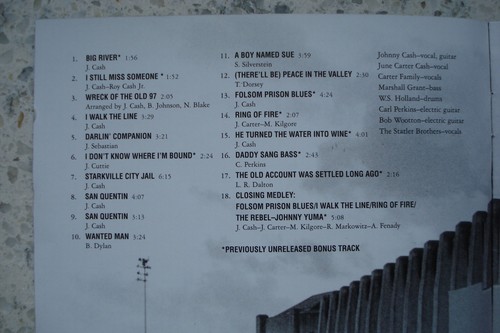 1. BIG RIVER* 1:56
J. Cash
2. I STILL MISS SOMEONE * 1:52
J. Cash-Roy Cash Jr.
3. WRECK OF THE OLD 97 2:05
Arranged by J. Cash, B. Johnson, N. Blake
4. I WALK THE LINE 3:29
J. Cash
5. DARLIN' COMPANION 3:21
J. Sebastian
6. I DON'T KNOW WHERE I'M BOUND* 2:24
J. Cuttie
7. STARKVILLE CITY JAIL 6:15
J. Cash
8. SAN QUENTIN 4:07
J. Cash
9. SAN QUENTIN 3:13
J. Cash
10. WANTED MAN 3:24
B. Dylan
11. A BOY NAMED SUE 3:59
S. Silverstein
12. (THERE'LL BE) PEACE IN THE VALLEY 2:30
T. Dorsey
13. FOLSOM PRISON BLUES* 4:24
J. Cash
14. RING OF FIRE* 2:07
J. Carter–M. Kilgore
15. HE TURNED THE WATER INTO WINE* 4:01
J. Cash
16. DADDY SANG BASS* 2:43
C. Perkins
17. THE OLD ACCOUNT WAS SETTLED LONG AGO* 2:16
L. R. Dalton
18. CLOSING MEDLEY:
FOLSOM PRISON BLUES/I WALK THE LINE/RING OF FIRE/
THE REBEL–JOHNNY YUMA* 5:08
J. Cash–J. Carter–M. Kilgore–R. Markowitz–A. Fenady
*PREVIOUSLY UNRELEASED BONUS TRACK
Johnny Cash–vocal, guitar
June Carter Cash–vocal
Carter Family–vocals
Marshall Grant–bass
W.S. Holland–drums
Carl Perkins–electric guitar
Bob Wootton–electric guitar
The Statler Brothers–vocals